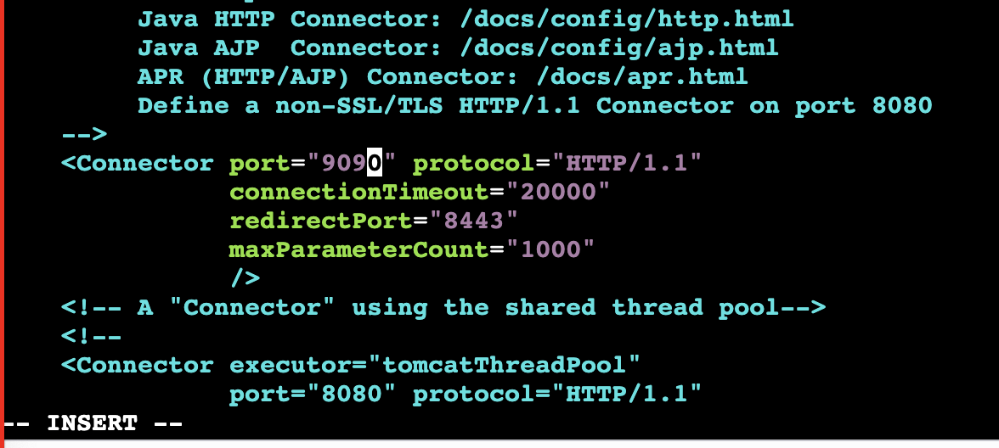 Java HTTP Connector: /docs/config/http.html
Java AJP  Connector: /docs/config/ajp.html
APR (HTTP/AJP) Connector: /docs/apr.html
Define a non-SSL/TLS HTTP/1.1 Connector on port 8080
-->
<Connector port="9090" protocol="HTTP/1.1"
connectionTimeout="20000"
redirectPort="8443"
maxParameterCount="1000"
/>
<!-- A "Connector" using the shared thread pool-->
<!--
<Connector executor="tomcatThreadPool"
port="8080" protocol="HTTP/1.1"
-- INSERT --